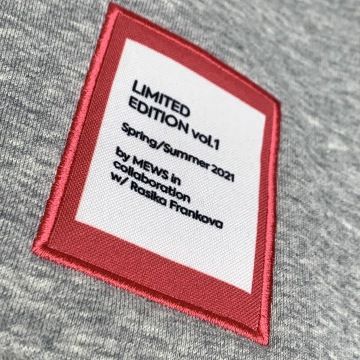 LIMITED
EDITION vol.1
Spring/Summer 2021
by MEWS in
collaboration
w/ Rasika Frankova